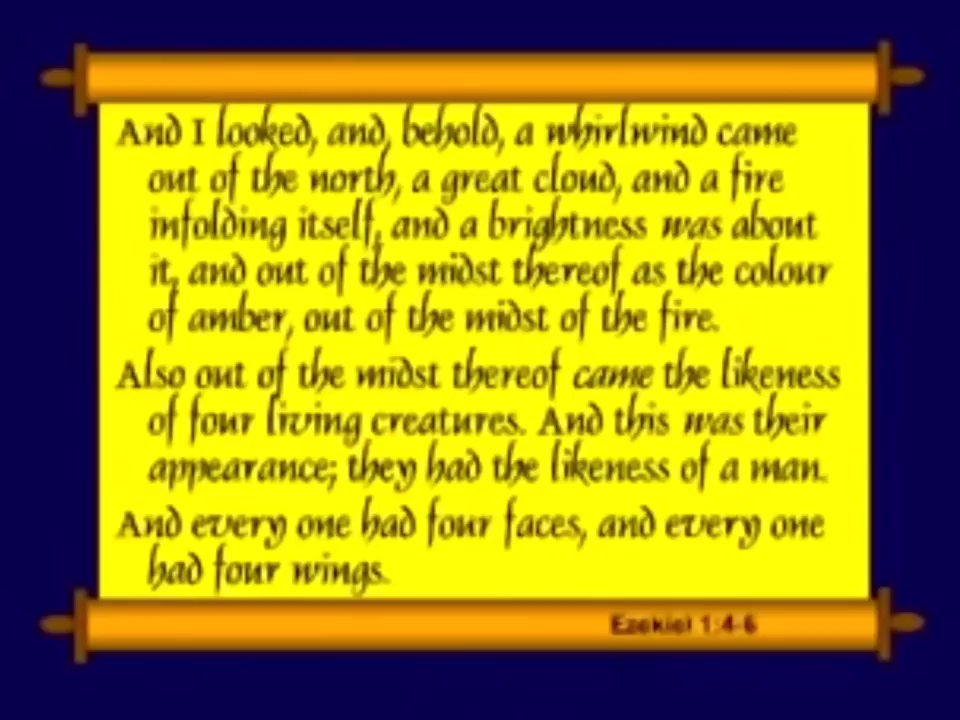 And I looked, and, behold, a whirlwind came
out of the north, a great cloud, and a fire
infolding itself, and a brightness was about
it, and out of the midst thereof as the colour
of amber, out of the midst of the fire.
Also out of the midst thereof came the likeness
of four living creatures. And this was their
appearance; they had the likeness of a man.
And every one had four faces, and every one
had four wings.
Ezekiel 1:4-6